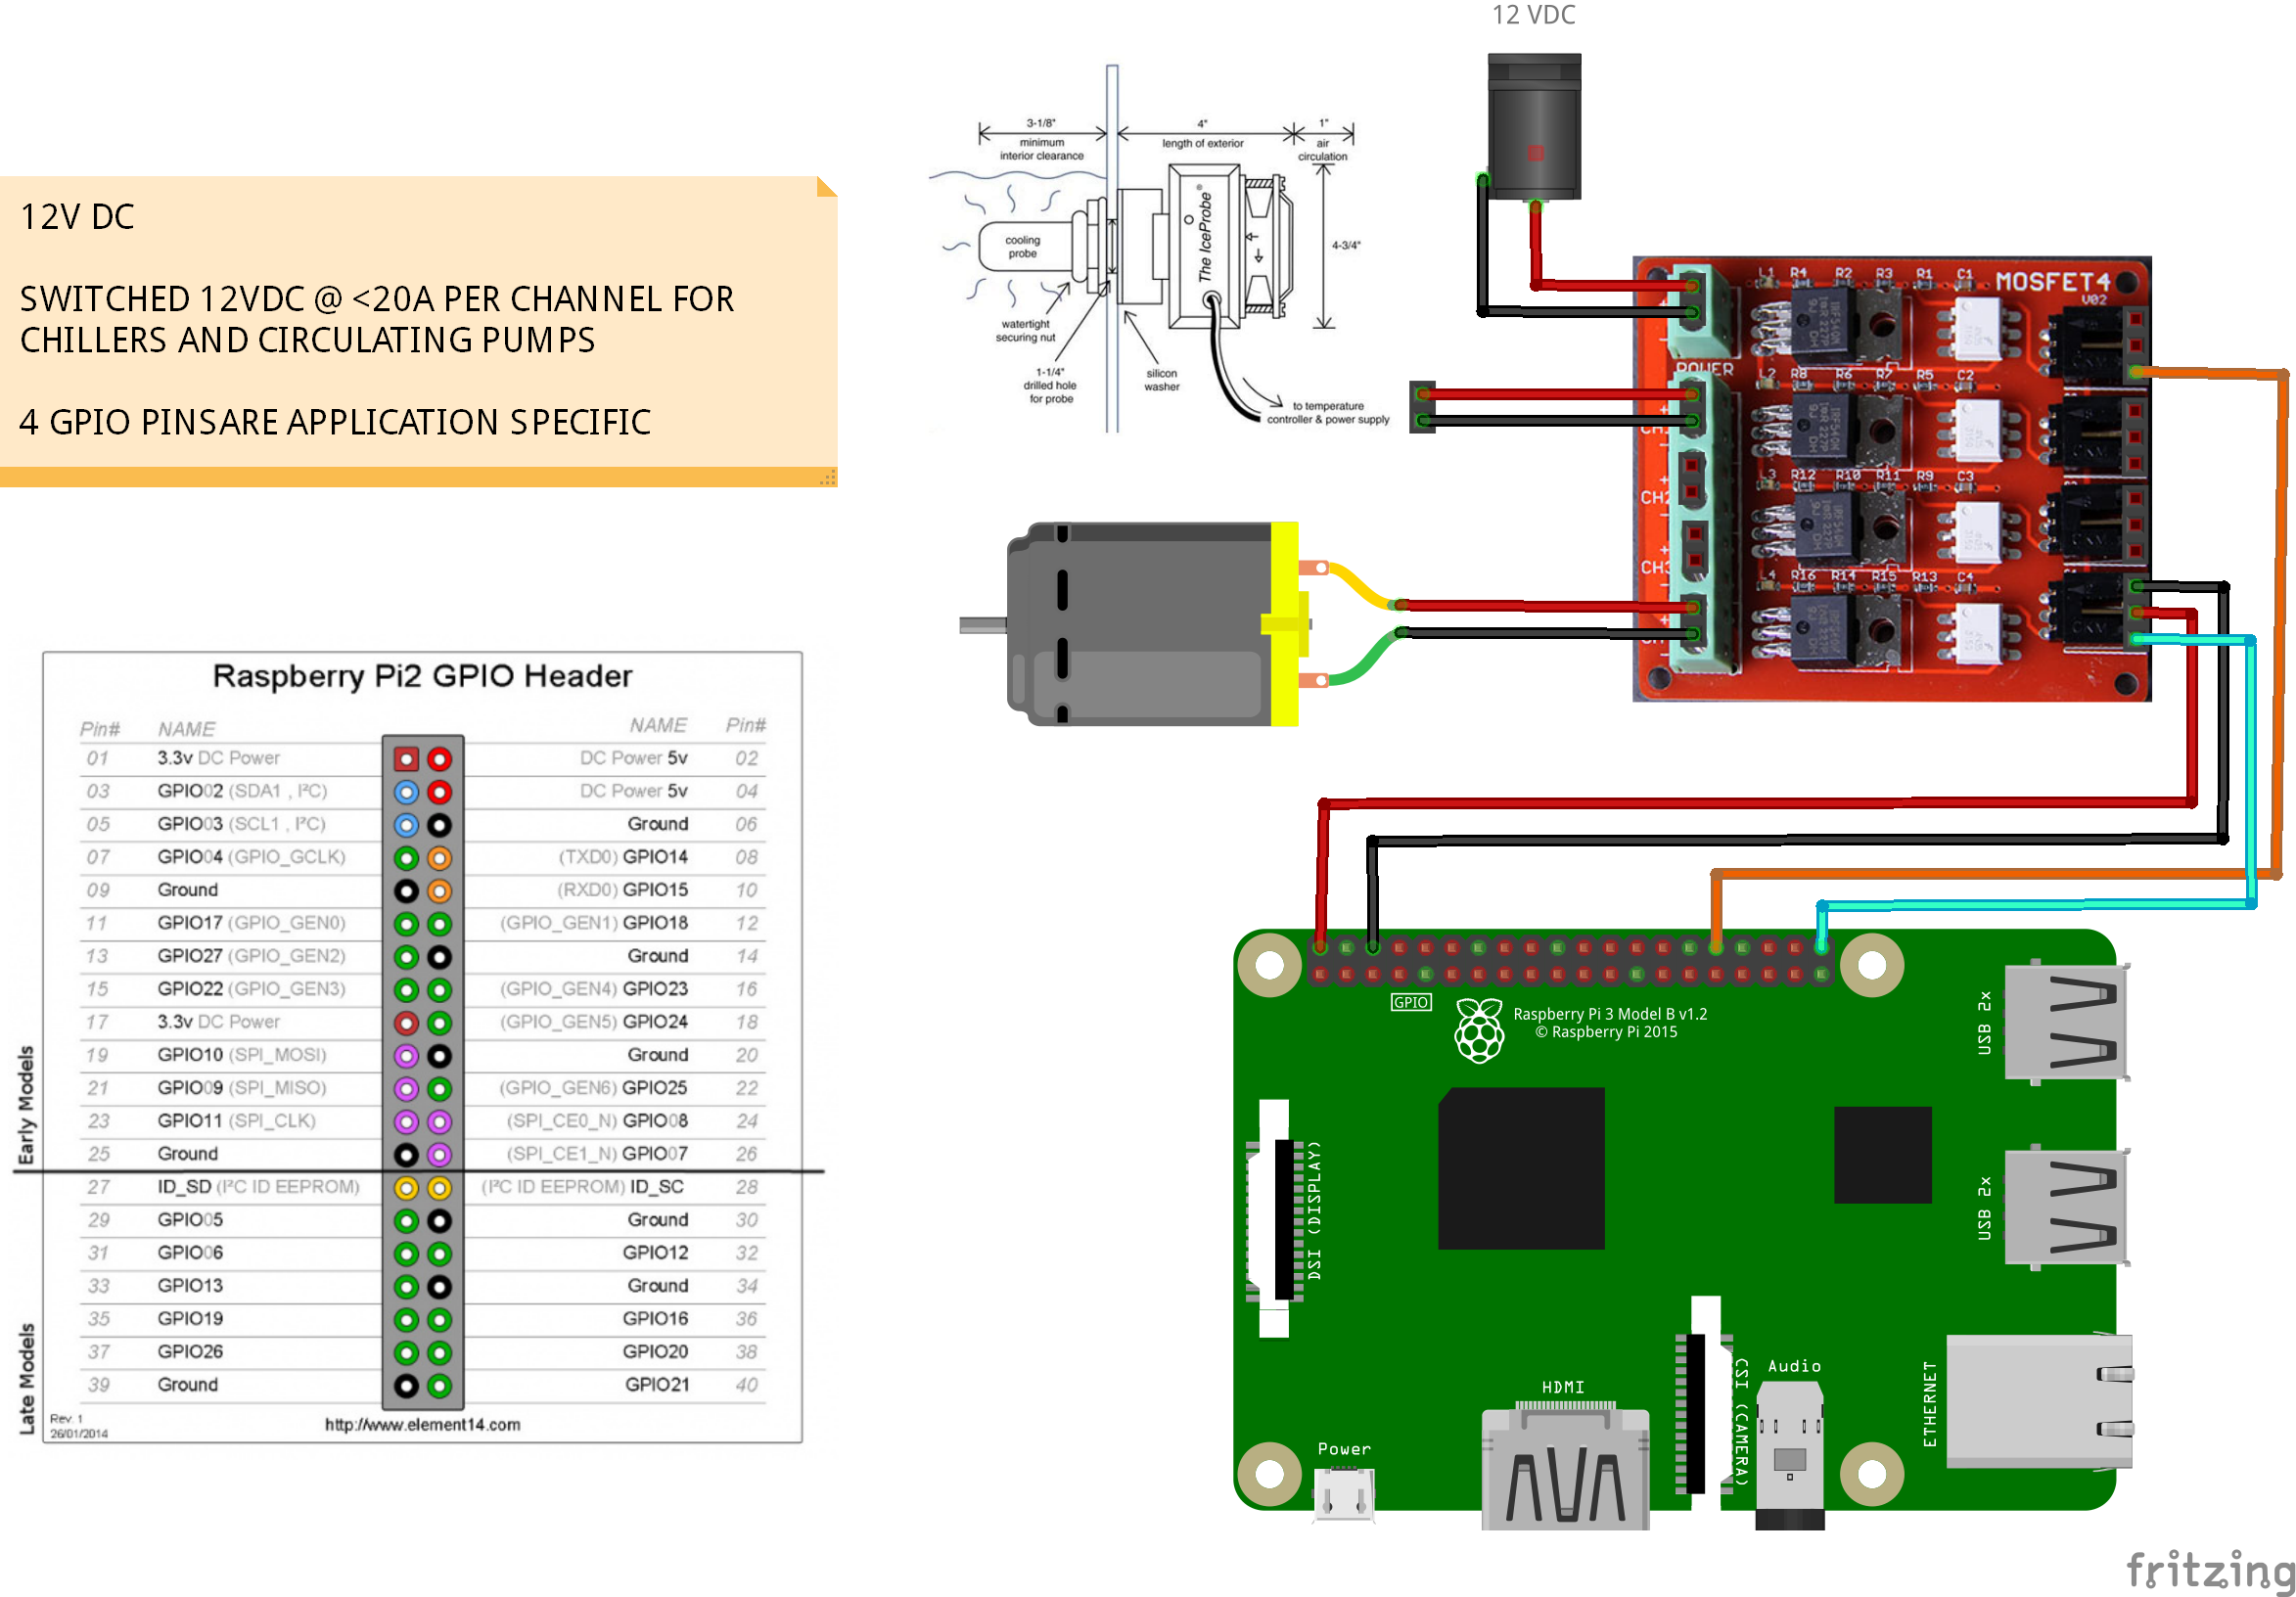 12 VDC
12V DC
SWITCHED 12VDC @ <20A PER CHANNEL FOR
CHILLERS AND CIRCULATING PUMPS
4 GPIO PINSARE APPLICATION SPECIFIC
3-1/8"
minimum
interior clearance
4"
length of exterior
1"
air
circulation
cooling
probe
The IceProbe®
4-3/4"
watertight
securing nut
1-1/4"
drilled hole
for probe
silicon
washer
to temperature
controller & power supply
MOSFET4
V02
L1 R4 R2 R3 R1 C1
POWER
L2 R8 R6 R7 R5 C2
L3 R12 R10 R11 R9 C3
CH2
CH3
L4 R16 R14 R15 R13 C4
Raspberry Pi2 GPIO Header
Pin# NAME NAME Pin#
01 3.3v DC Power DC Power 5v 02
03 GPIO02 (SDA1 , I²C) DC Power 5v 04
05 GPIO03 (SCL1 , I²C) Ground 06
07 GPIO04 (GPIO_GCLK) (TXD0) GPIO14 08
09 Ground (RXD0) GPIO15 10
11 GPIO17 (GPIO_GEN0) (GPIO_GEN1) GPIO18 12
13 GPIO27 (GPIO_GEN2) Ground 14
15 GPIO22 (GPIO_GEN3) (GPIO_GEN4) GPIO23 16
17 3.3v DC Power (GPIO_GEN5) GPIO24 18
19 GPIO10 (SPI_MOSI) Ground 20
21 GPIO09 (SPI_MISO) (GPIO_GEN6) GPIO25 22
23 GPIO11 (SPI_CLK) (SPI_CE0_N) GPIO08 24
25 Ground (SPI_CE1_N) GPIO07 26
27 ID_SD (I²C ID EEPROM) (I²C ID EEPROM) ID_SC 28
29 GPIO05 Ground 30
31 GPIO06 GPIO12 32
33 GPIO13 Ground 34
35 GPIO19 GPIO16 36
37 GPIO26 GPIO20 38
39 Ground GPIO21 40
Early Models
Late Models
Rev. 1
26/01/2014
http://www.element14.com
GPIO
Raspberry Pi 3 Model B v1.2
© Raspberry Pi 2015
DSI (DISPLAY)
USB 2x
USB 2x
ETHERNET
CSI (CAMERA)
Audio
HDMI
Power
fritzing